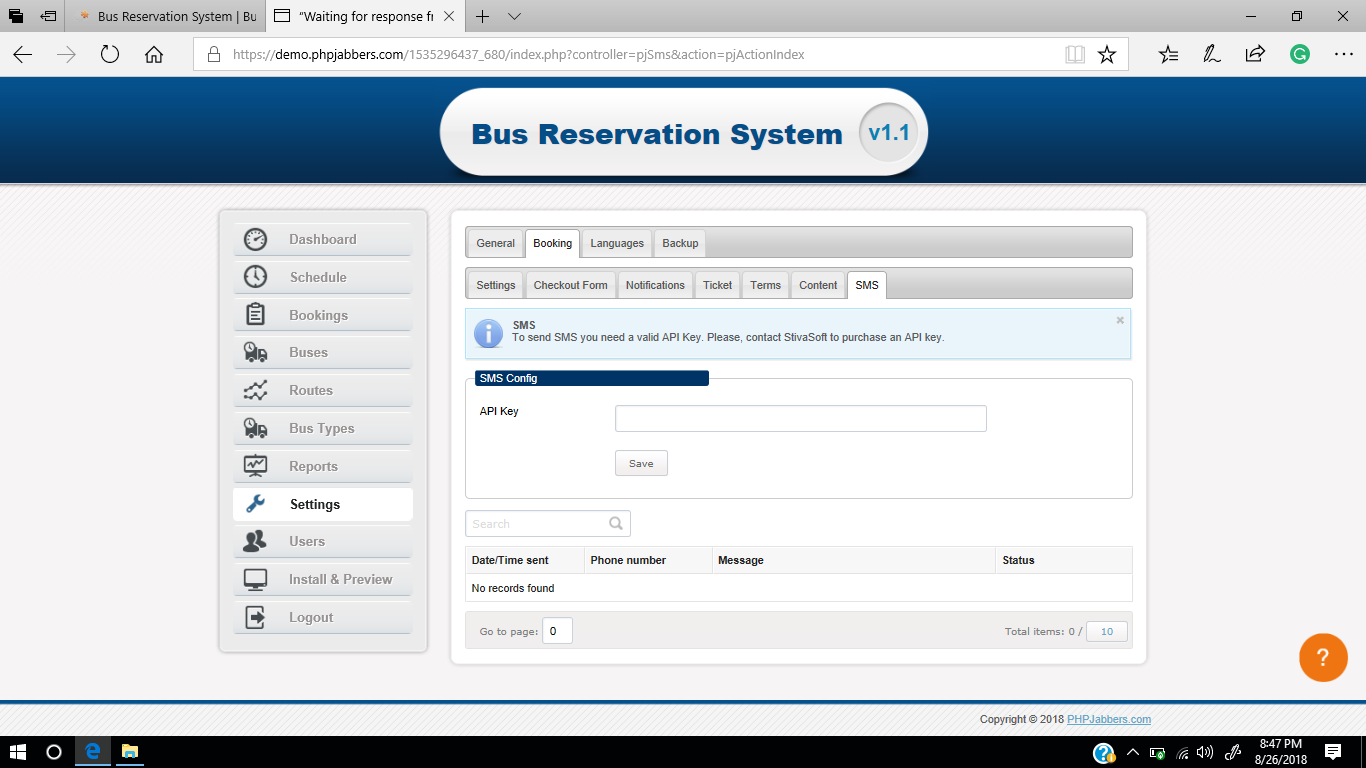 Bus Reservation System | Bu
"Waiting for response fr
https://demo.phpjabbers.com/1535296437_680/index.php?controller=pjSms&action=pjActionIndex
Bus Reservation System v1.1
Dashboard
Schedule
Bookings
Buses
Routes
Bus Types
Reports
Settings
Users
Install & Preview
Logout
General Booking Languages Backup
Settings Checkout Form Notifications Ticket Terms Content SMS
SMS
To send SMS you need a valid API Key. Please, contact StivaSoft to purchase an API key.
SMS Config
API Key
Save
Search
Date/Time sent Phone number Message Status
No records found
Go to page: 0 Total items: 0 / 10
?
Copyright © 2018 PHPJabbers.com
8:47 PM
8/26/2018